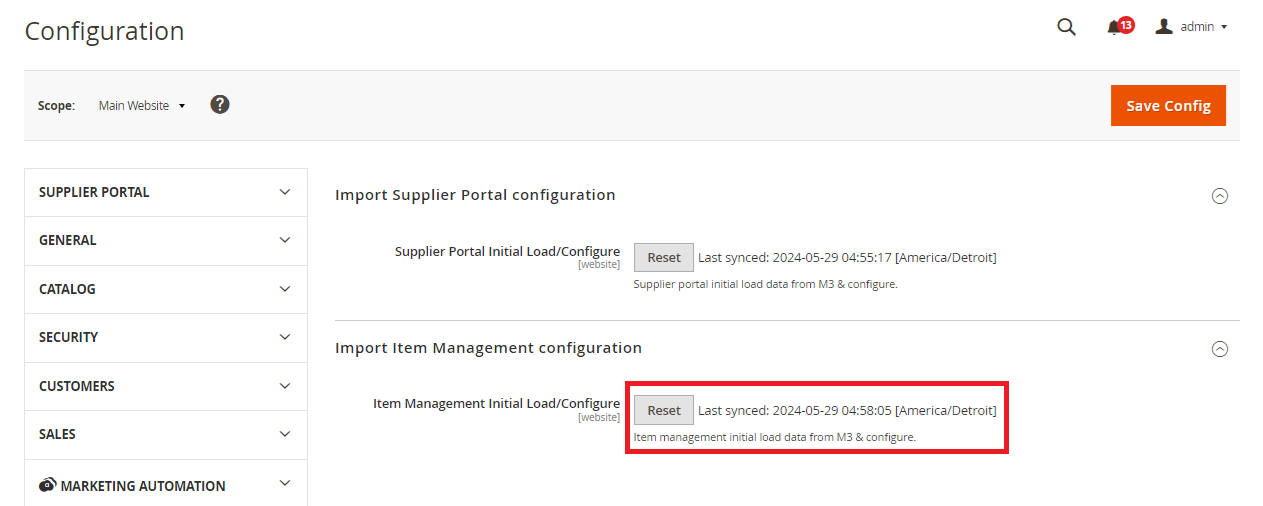 Configuration
13
admin
Scope: Main Website ?
Save Config
SUPPLIER PORTAL
GENERAL
CATALOG
SECURITY
CUSTOMERS
SALES
MARKETING AUTOMATION
Import Supplier Portal configuration
Supplier Portal Initial Load/Configure
[website]
Reset Last synced: 2024-05-29 04:55:17 [America/Detroit]
Supplier portal initial load data from M3 & configure.
Import Item Management configuration
Item Management Initial Load/Configure
[website]
Reset Last synced: 2024-05-29 04:58:05 [America/Detroit]
Item management initial load data from M3 & configure.